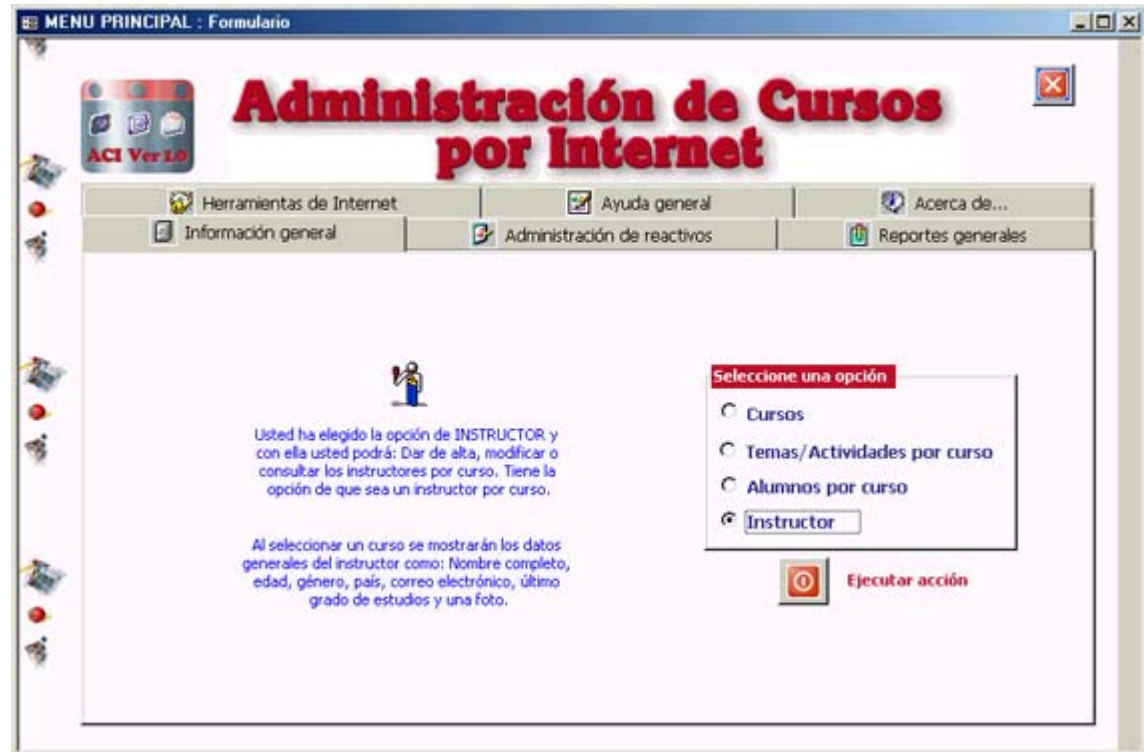 MENU PRINCIPAL : Formulario
Administración de Cursos
por Internet
ACI Ver 1.0
Herramientas de Internet
Ayuda general
Acerca de...
Información general
Administración de reactivos
Reportes generales
Usted ha elegido la opción de INSTRUCTOR y
con ella usted podrá: Dar de alta, modificar o
consultar los instructores por curso. Tiene la
opción de que sea un instructor por curso.
Al seleccionar un curso se mostrarán los datos
generales del instructor como: Nombre completo,
edad, género, país, correo electrónico, último
grado de estudios y una foto.
Seleccione una opción
Cursos
Temas/Actividades por curso
Alumnos por curso
Instructor
Ejecutar acción